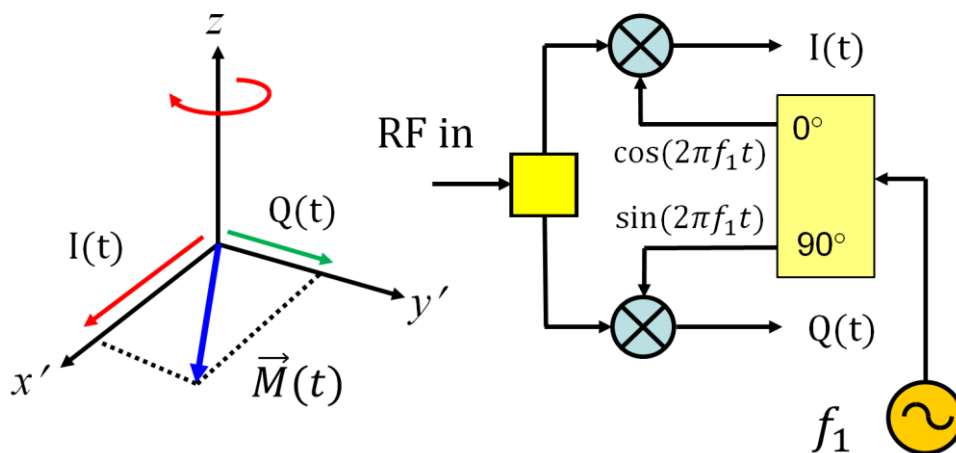 z
I(t)
Q(t)
x′
y′
M⃗(t)
RF in
I(t)
0°
cos(2πf₁t)
sin(2πf₁t)
90°
Q(t)
f₁